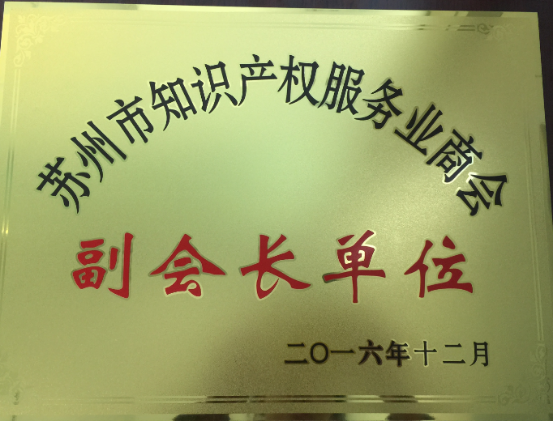 苏州市知识产权服务业商会
副会长单位
二〇一六年十二月